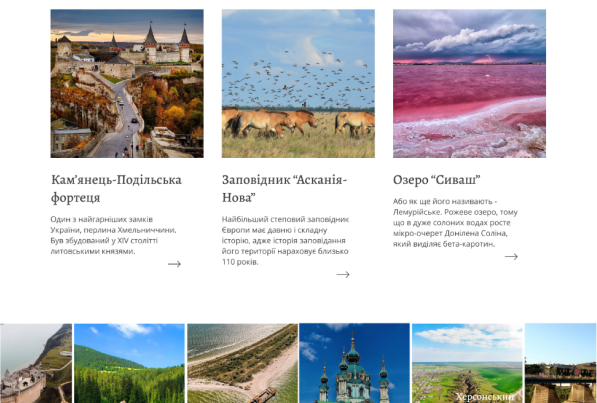 Кам’янець-Подільська
фортеця
Один з найгарніших замків
України, перлина Хмельниччини.
Був збудований у XIV столітті
литовськими князями.
Заповідник “Асканія-
Нова”
Найбільший степовий заповідник
Європи має давню і складну
історію, адже історія заповідання
його території нараховує близько
110 років.
Озеро “Сиваш”
Або як ще його називають -
Лемурійське. Рожеве озеро, тому
що в дуже солоних водах росте
мікро-очерет Донілена Соліна,
який виділяє бета-каротин.
Херсонський